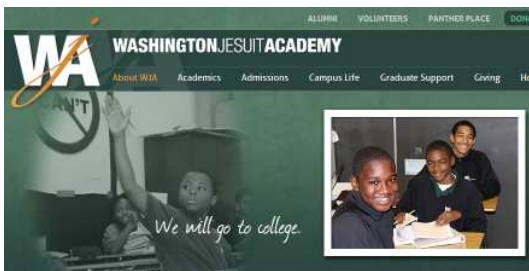 ALUMNI VOLUNTEERS PANTHER PLACE
WJA
WASHINGTONJESUITACADEMY
About WJA Academics Admissions Campus Life Graduate Support Giving
CAN'T
We will go to college.